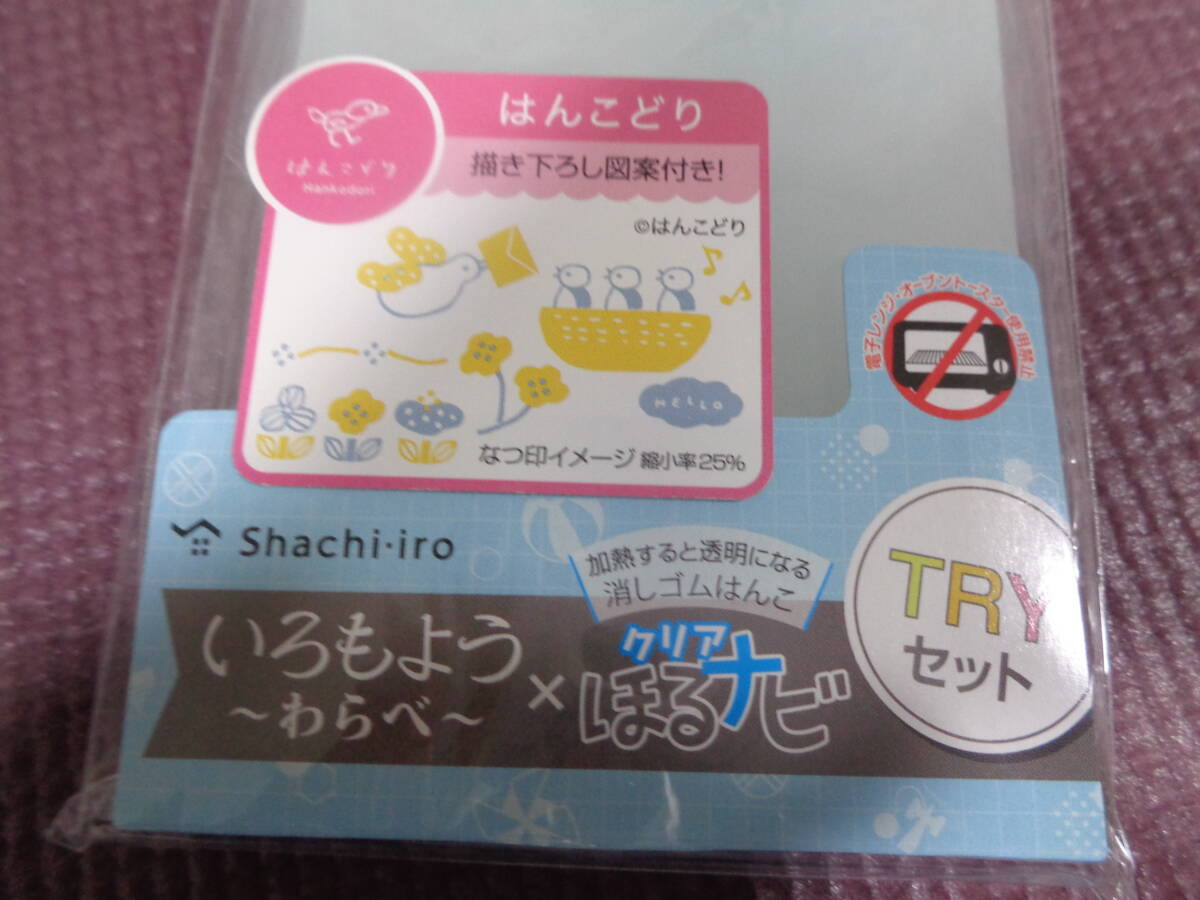 はんこどり
はんこどり
Hankodori
描き下ろし図案付き!
©はんこどり
HELLO
なつ印イメージ 縮小率25%
電子レンジ・オーブントースター使用禁止
Shachi・iro
加熱すると透明になる
消しゴムはんこ
いろもよう
～わらべ～
×
クリア
ほるナビ
TRY
セット